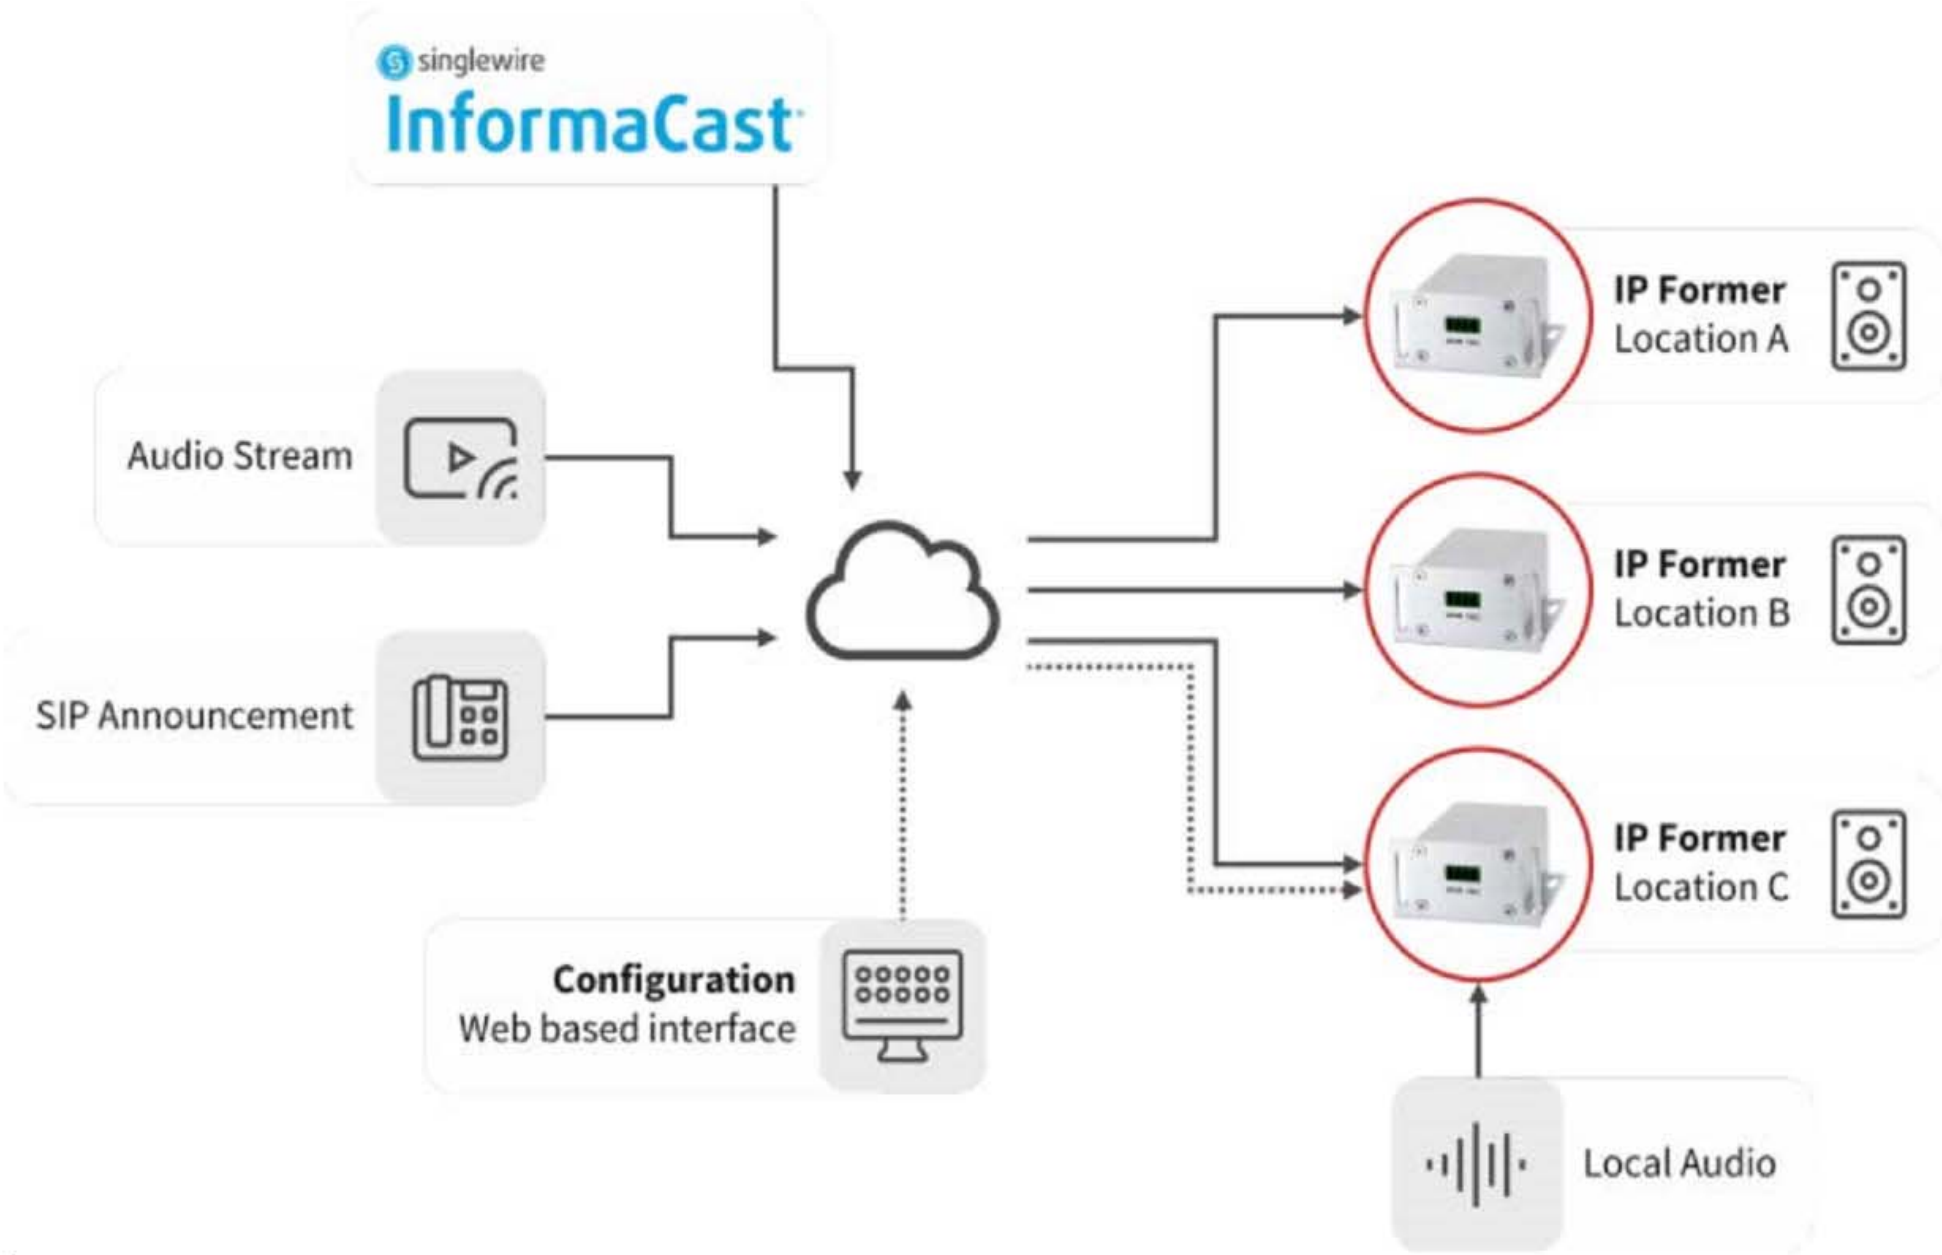 singlewire
InformaCast
Audio Stream
SIP Announcement
Configuration
Web based interface
IP Former
Location A
IP Former
Location B
IP Former
Location C
Local Audio